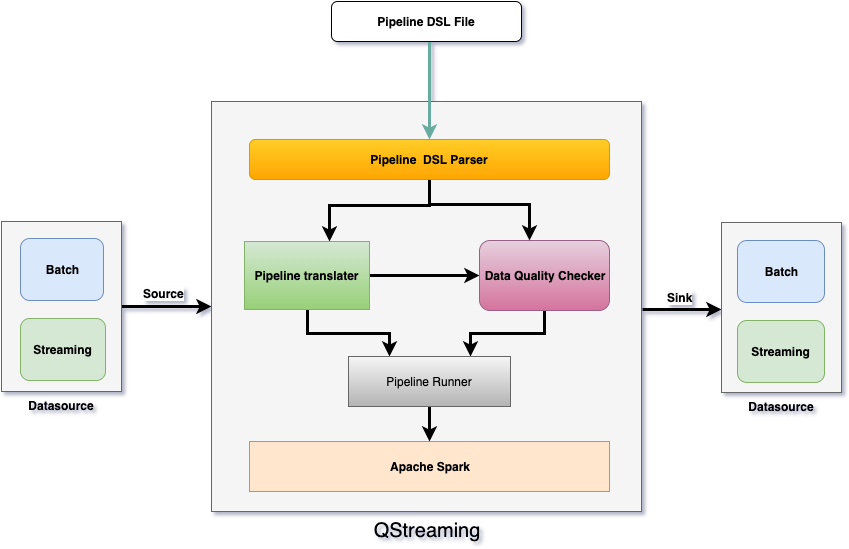 Pipeline DSL File
Pipeline DSL Parser
Pipeline translater
Data Quality Checker
Batch
Streaming
Datasource
Source
Sink
Batch
Streaming
Datasource
Pipeline Runner
Apache Spark
QStreaming